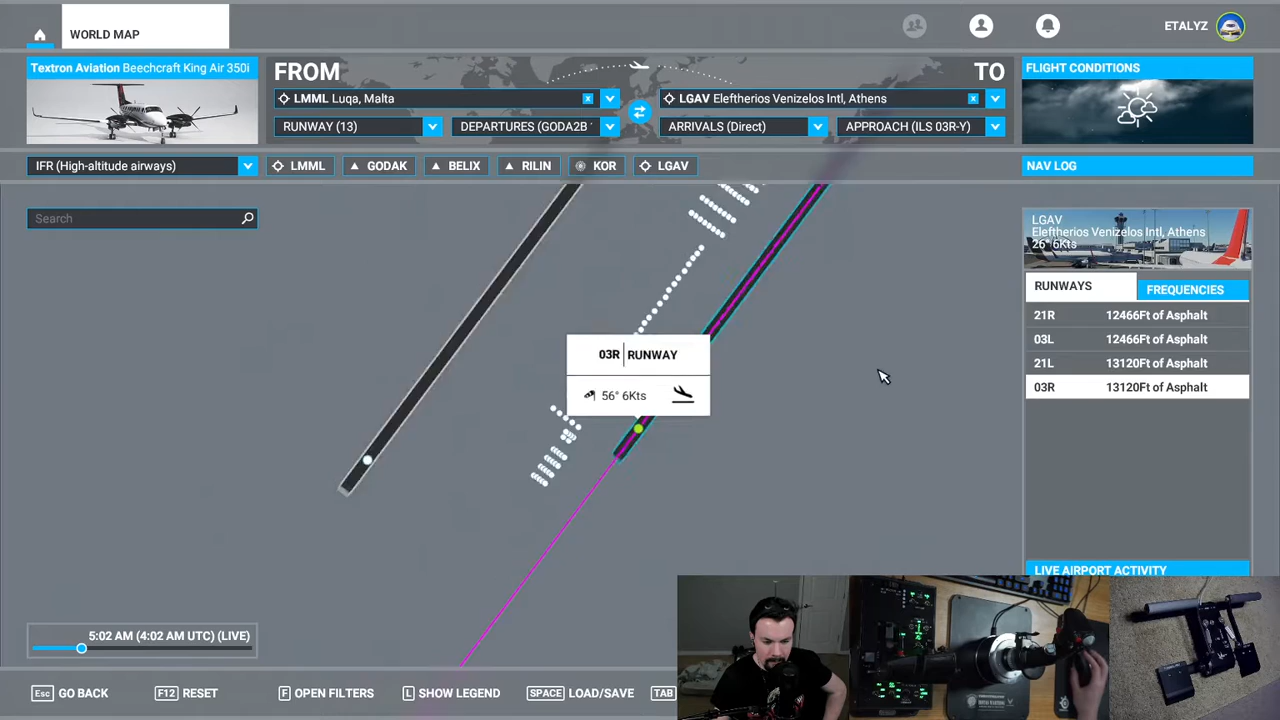 WORLD MAP
ETALYZ
Textron Aviation Beechcraft King Air 350i
FROM
TO
FLIGHT CONDITIONS
LMML Luqa, Malta
x
LGAV Eleftherios Venizelos Intl, Athens
x
RUNWAY (13)
DEPARTURES (GODA2B
ARRIVALS (Direct)
APPROACH (ILS 03R-Y)
IFR (High-altitude airways)
LMML
GODAK
BELIX
RILIN
KOR
LGAV
NAV LOG
Search
LGAV
Eleftherios Venizelos Intl, Athens
26° 6Kts
RUNWAYS
FREQUENCIES
21R 12466Ft of Asphalt
03L 12466Ft of Asphalt
21L 13120Ft of Asphalt
03R 13120Ft of Asphalt
03R RUNWAY
56° 6Kts
LIVE AIRPORT ACTIVITY
5:02 AM (4:02 AM UTC) (LIVE)
Esc GO BACK
F12 RESET
F OPEN FILTERS
L SHOW LEGEND
SPACE LOAD/SAVE
TAB